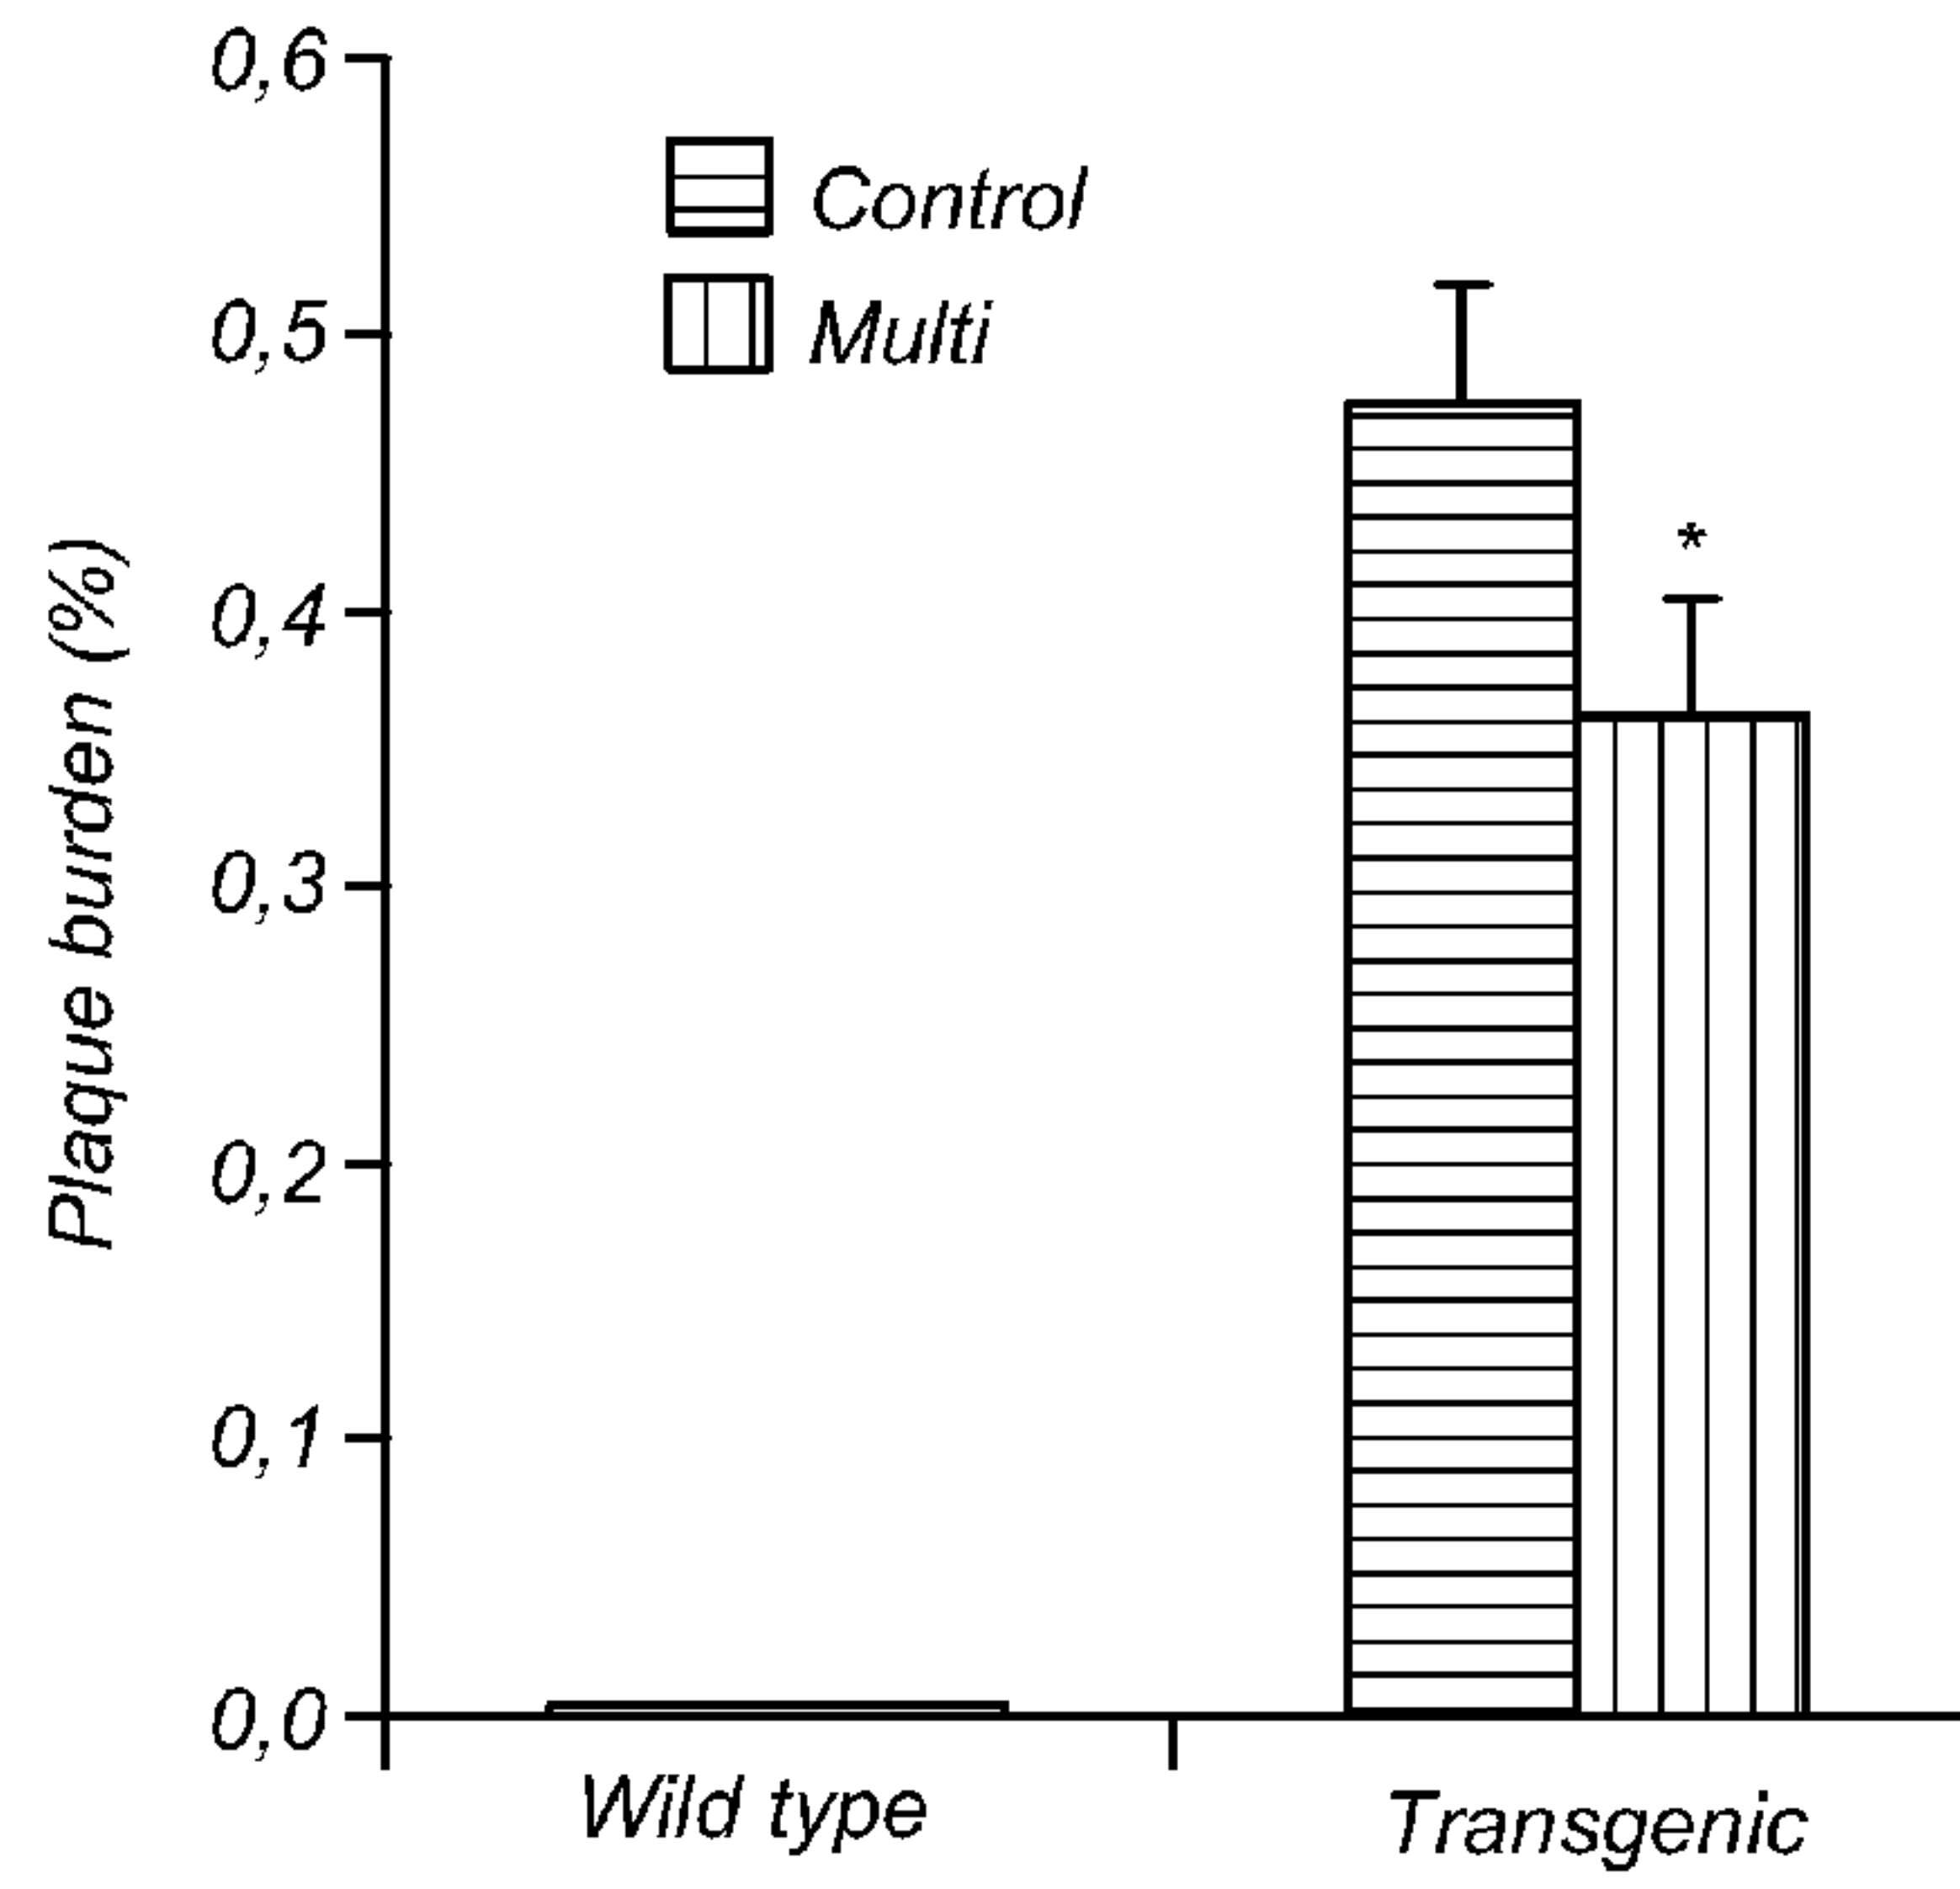 0,6
Control
0,5
Multi
*
0,4
Plaque burden (%)
0,3
0,2
0,1
0,0
Wild type
Transgenic